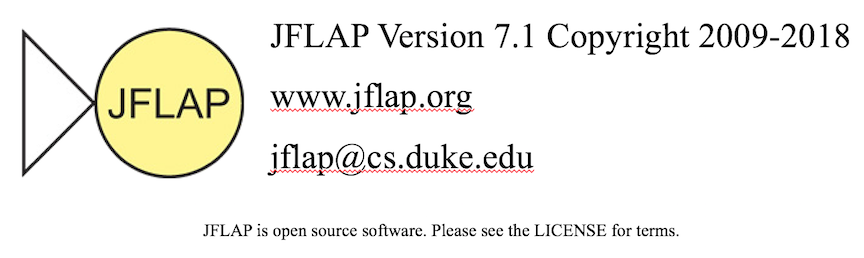 JFLAP
JFLAP Version 7.1 Copyright 2009-2018
www.jflap.org
jflap@cs.duke.edu
JFLAP is open source software. Please see the LICENSE for terms.